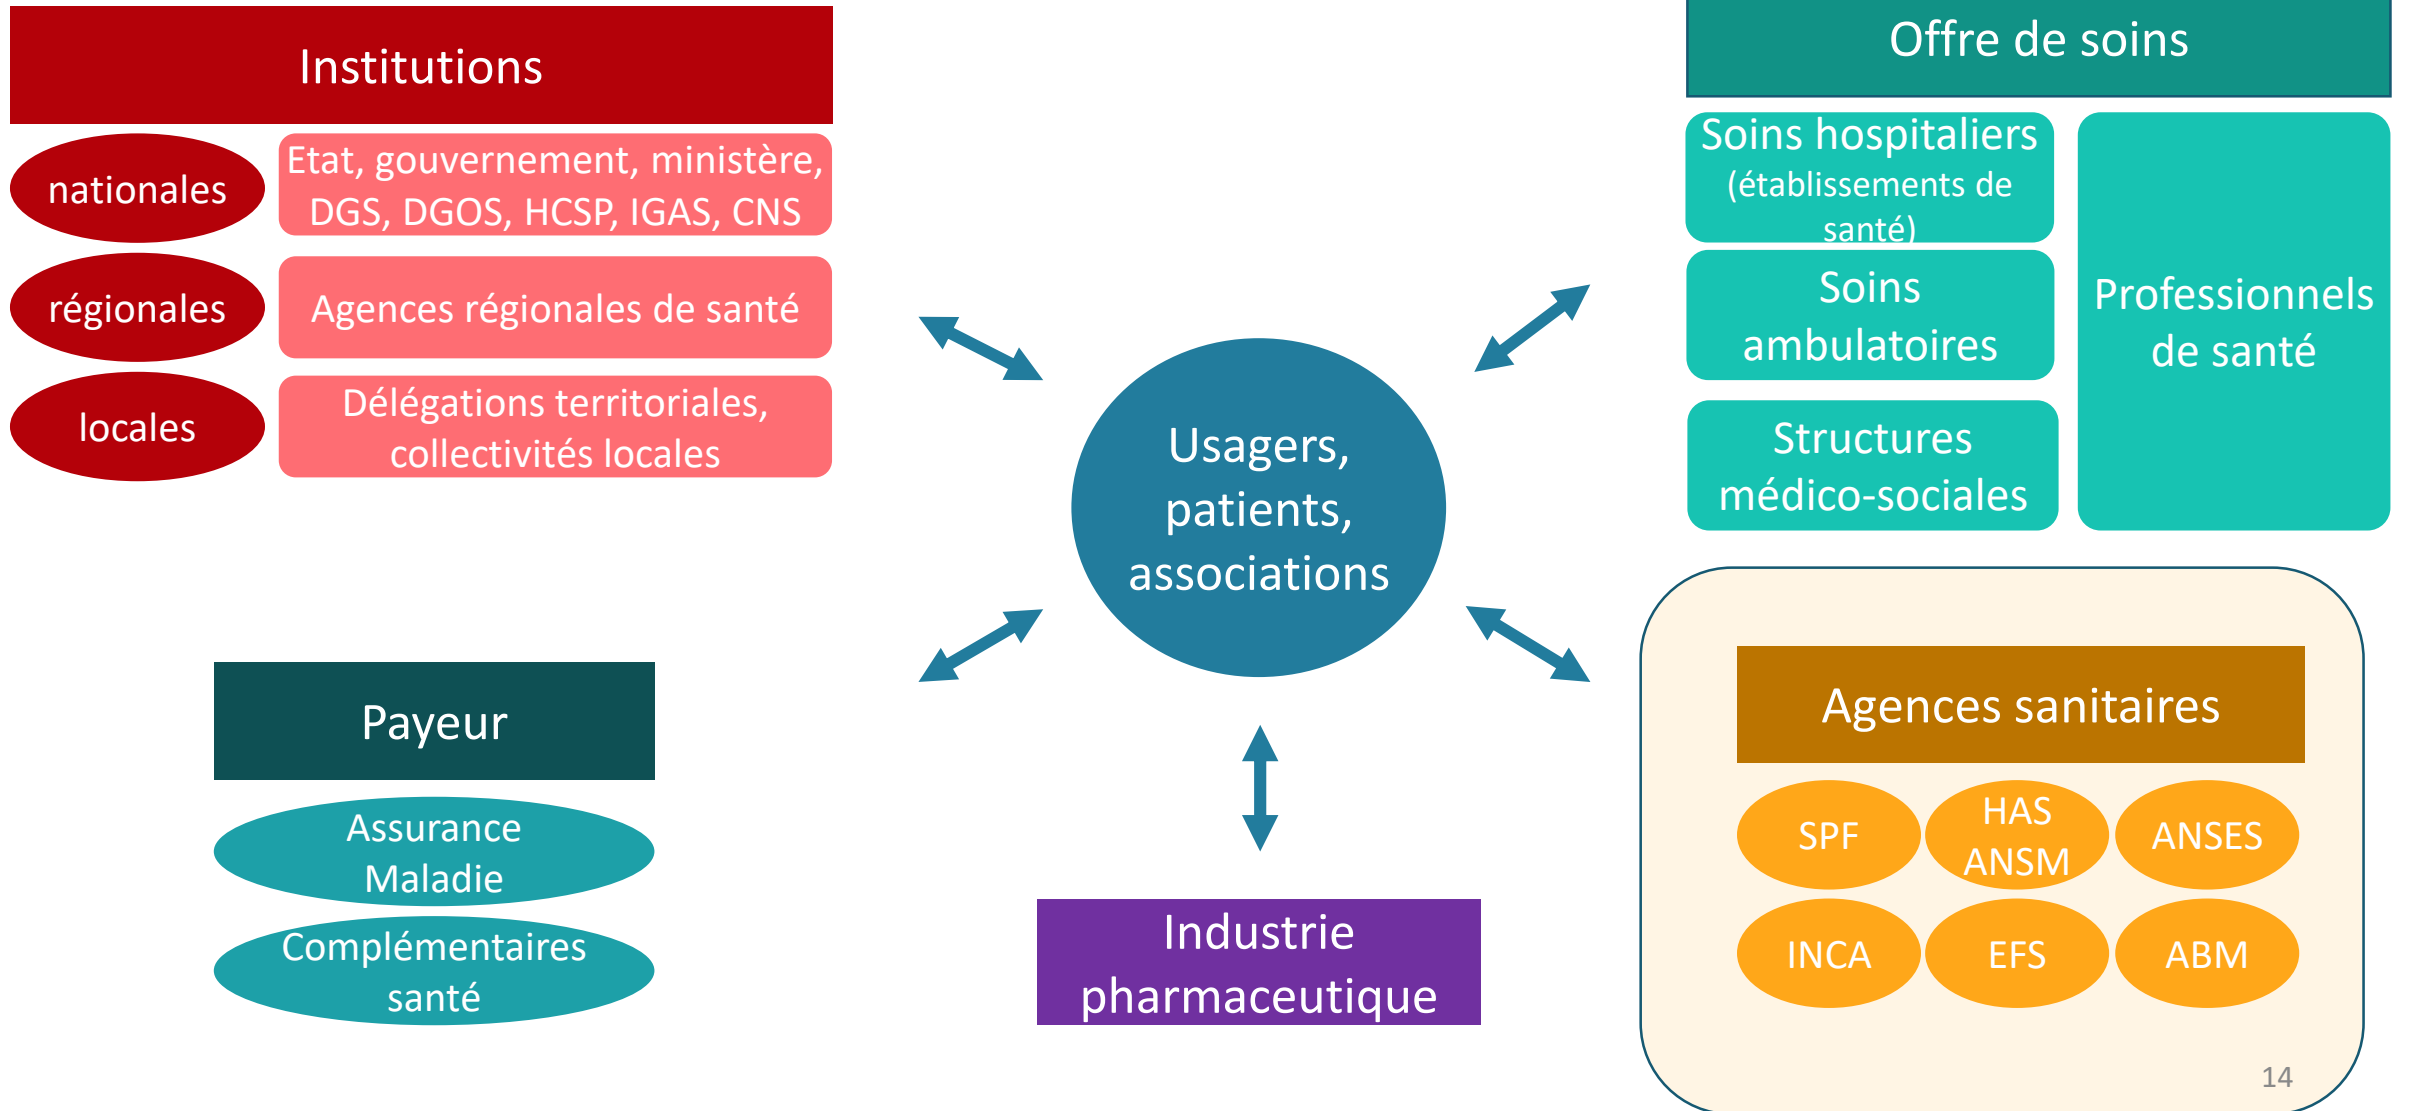 Institutions
nationales
Etat, gouvernement, ministère,
DGS, DGOS, HCSP, IGAS, CNS
régionales
Agences régionales de santé
locales
Délégations territoriales,
collectivités locales
Offre de soins
Soins hospitaliers
(établissements de
santé)
Soins
ambulatoires
Structures
médico-sociales
Professionnels
de santé
Usagers,
patients,
associations
Payeur
Assurance
Maladie
Complémentaires
santé
Industrie
pharmaceutique
Agences sanitaires
SPF
HAS
ANSM
ANSES
INCA
EFS
ABM
14